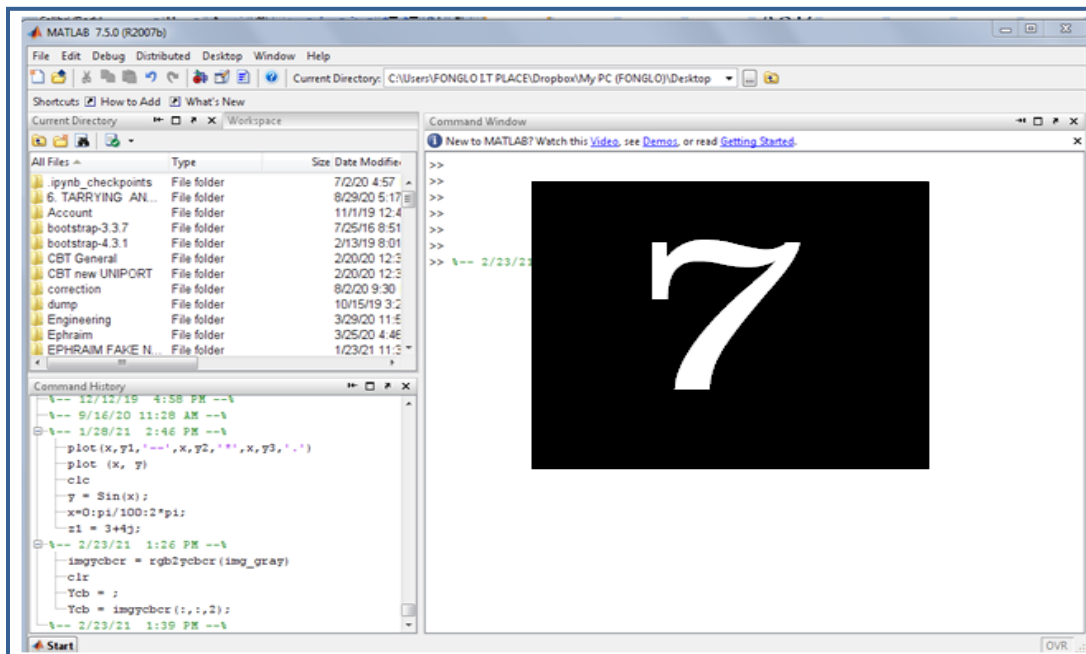 MATLAB 7.5.0 (R2007b)
File Edit Debug Distributed Desktop Window Help
Current Directory: C:\Users\FONGLO I.T PLACE\Dropbox\My PC (FONGLO)\Desktop
Shortcuts How to Add What's New
Current Directory Workspace
All Files Type Size Date Modifie
.ipynb_checkpoints File folder 7/2/20 4:57
6. TARRYING AN... File folder 8/29/20 5:17
Account File folder 11/1/19 12:4
bootstrap-3.3.7 File folder 7/25/16 8:51
bootstrap-4.3.1 File folder 2/13/19 8:01
CBT General File folder 2/20/20 12:3
CBT new UNIPORT File folder 2/20/20 12:3
correction File folder 8/2/20 9:30
dump File folder 10/15/19 3:2
Engineering File folder 3/29/20 11:5
Ephraim File folder 3/25/20 4:46
EPHRAIM FAKE N... File folder 1/23/21 11:3
Command History
%-- 12/12/19 4:58 PM --%
%-- 9/16/20 11:28 AM --%
%-- 1/28/21 2:46 PM --%
plot(x,y1,'--',x,y2,'*',x,y3,'.')
plot (x, y)
clc
y = Sin(x);
x=0:pi/100:2*pi;
z1 = 3+4j;
%-- 2/23/21 1:26 PM --%
imgycbcr = rgb2ycbcr(img_gray)
clr
Ycb = ;
Ycb = imgycbcr(:,:,2);
%-- 2/23/21 1:39 PM --%
Start
Command Window
New to MATLAB? Watch this Video, see Demos, or read Getting Started.
>>
>>
>>
>>
>>
>>
>> %-- 2/23/21
7
OVR